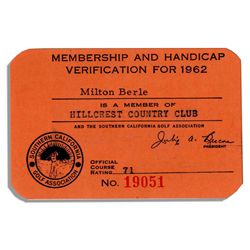 MEMBERSHIP AND HANDICAP
VERIFICATION FOR 1962
Milton Berle
IS A MEMBER OF
HILLCREST COUNTRY CLUB
AND THE SOUTHERN CALIFORNIA GOLF ASSOCIATION
PRESIDENT
SOUTHERN CALIFORNIA
GOLF ASSOCIATION
OFFICIAL
COURSE
RATING 71
No. 19051